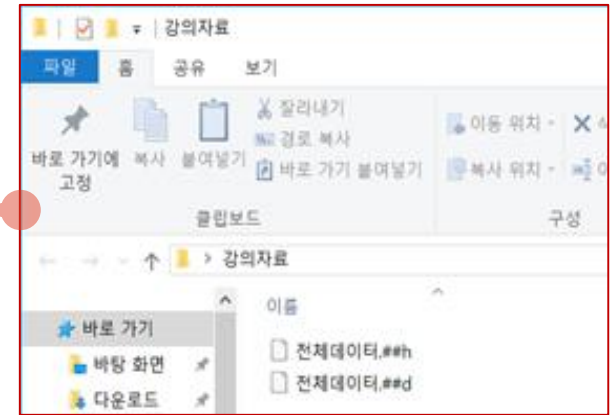 강의자료
파일 홈 공유 보기
바로 가기에 고정
복사
붙여넣기
잘라내기
경로 복사
바로 가기 붙여넣기
이동 위치
복사 위치
클립보드
구성
강의자료
이름
바로 가기
바탕 화면
다운로드
전체데이터.##h
전체데이터.##d